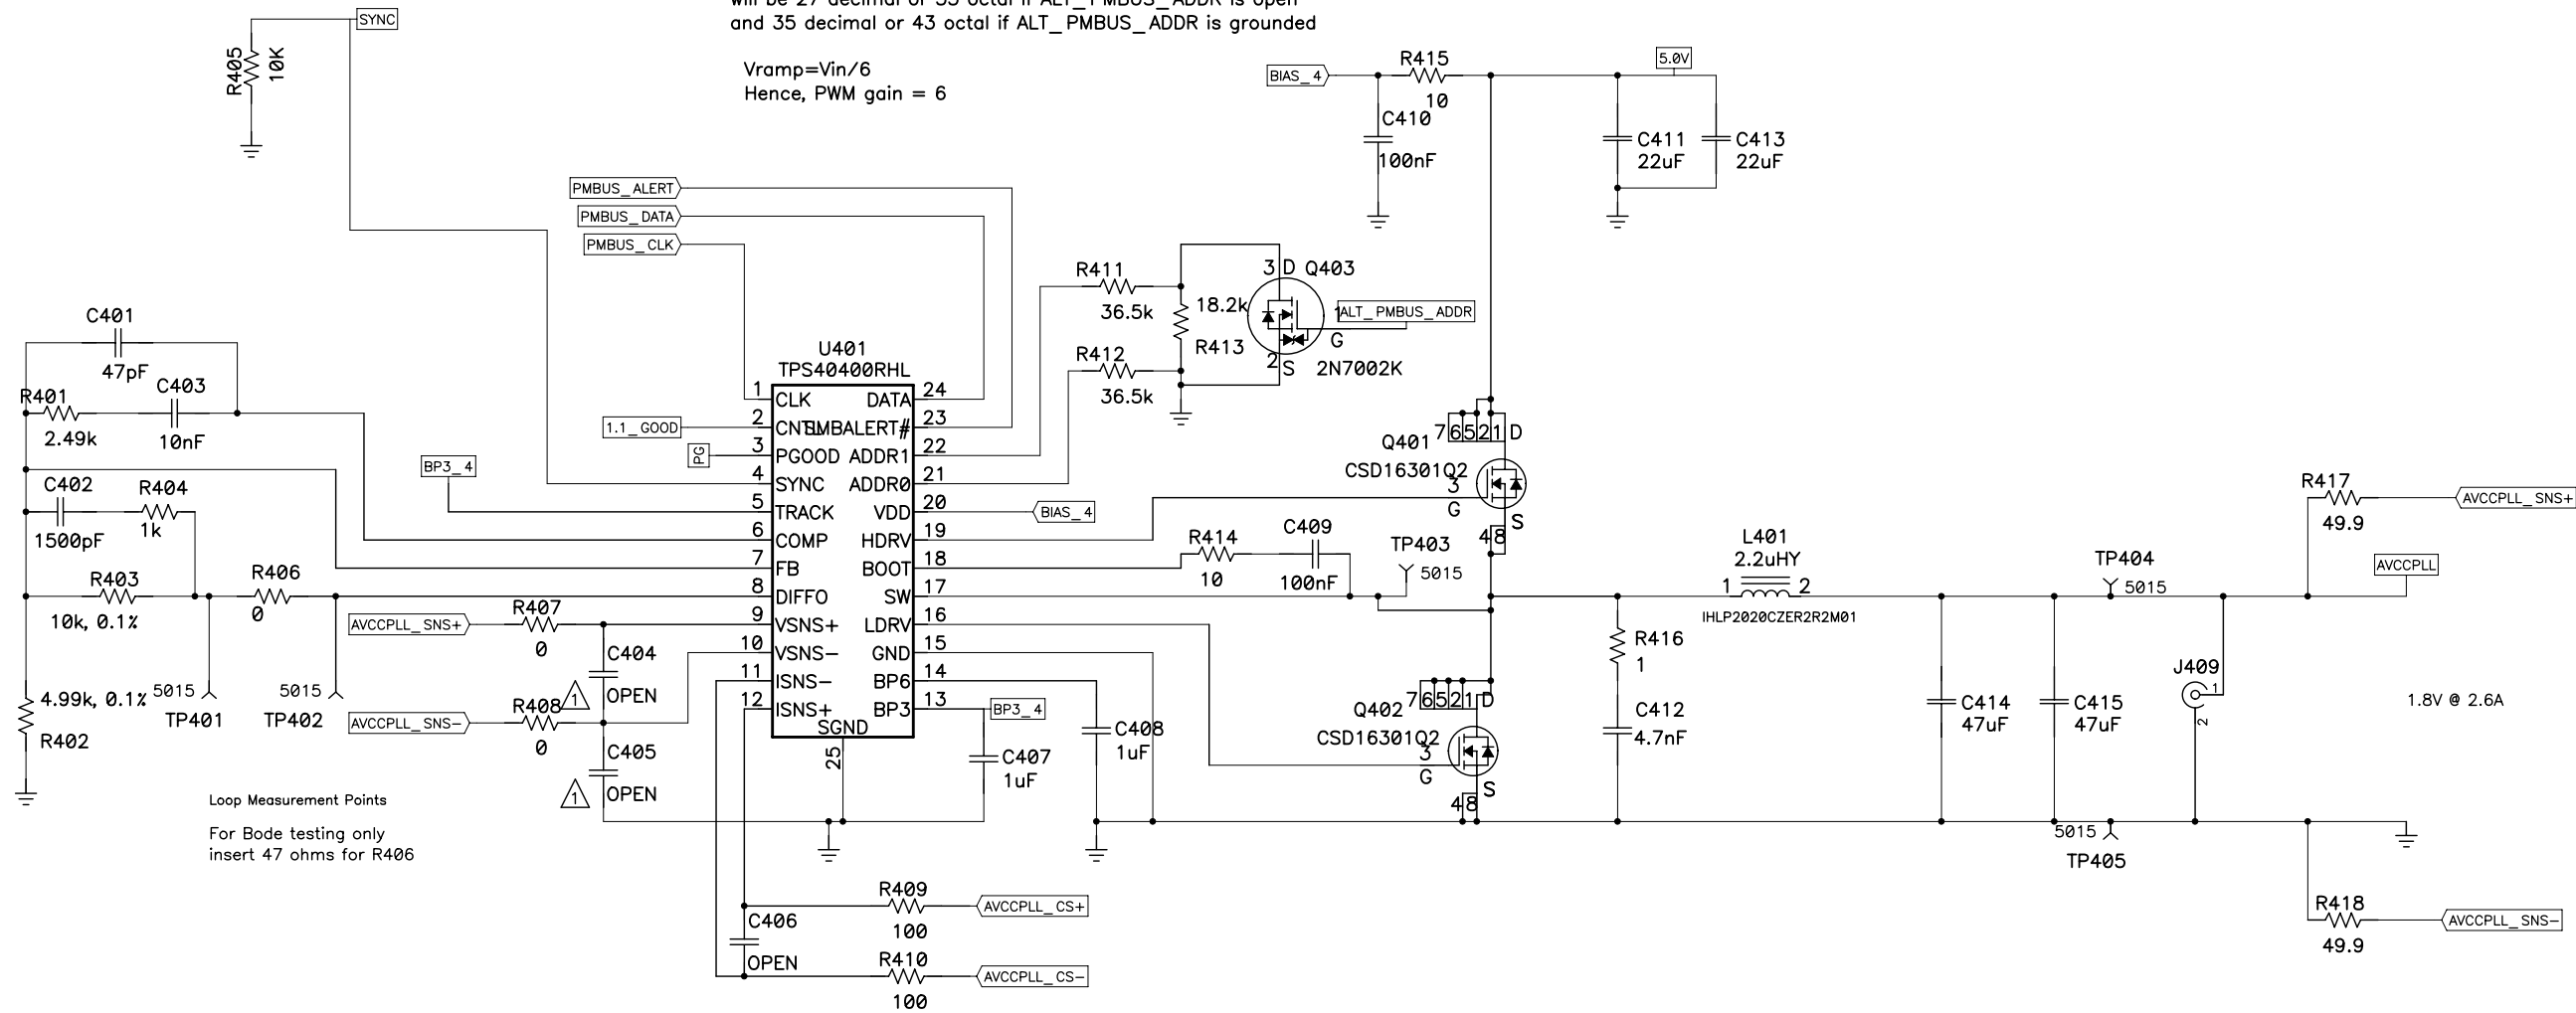 and 35 decimal or 43 octal if ALT_PMBUS_ADDR is grounded
Vramp=Vin/6
Hence, PWM gain = 6
SYNC
R405
10K
BIAS_4
R415
10
5.0V
C410
100nF
C411
22uF
C413
22uF
PMBUS_ALERT
PMBUS_DATA
PMBUS_CLK
R411
36.5k
R412
36.5k
18.2k
R413
3 D Q403
1
ALT_PMBUS_ADDR
G
2 S 2N7002K
C401
47pF
R401
2.49k
C403
10nF
C402
1500pF
R404
1k
R403
10k, 0.1%
R406
0
4.99k, 0.1%
R402
5015
TP401
5015
TP402
BP3_4
1.1_GOOD
PG
U401
TPS40400RHL
1 CLK DATA 24
2 CNTL SMBALERT# 23
3 PGOOD ADDR1 22
4 SYNC ADDR0 21
5 TRACK VDD 20
6 COMP HDRV 19
7 FB BOOT 18
8 DIFFO SW 17
9 VSNS+ LDRV 16
10 VSNS- GND 15
11 ISNS- BP6 14
12 ISNS+ BP3 13
SGND
25
BIAS_4
AVCCPLL_SNS+
R407
0
C404
OPEN
1
AVCCPLL_SNS-
R408
0
C405
OPEN
1
BP3_4
C407
1uF
C408
1uF
R414
10
C409
100nF
TP403
5015
Q401
CSD16301Q2
7 6 5 2 1 D
3
G
4 8 S
Q402
CSD16301Q2
7 6 5 2 1 D
3
G
4 8 S
L401
2.2uHY
1 2
IHLP2020CZER2R2M01
R416
1
C412
4.7nF
C414
47uF
C415
47uF
TP404
5015
5015
TP405
J409
1
2
R417
49.9
AVCCPLL_SNS+
AVCCPLL
1.8V @ 2.6A
R418
49.9
AVCCPLL_SNS-
Loop Measurement Points
For Bode testing only
insert 47 ohms for R406
R409
100
AVCCPLL_CS+
C406
OPEN
R410
100
AVCCPLL_CS-